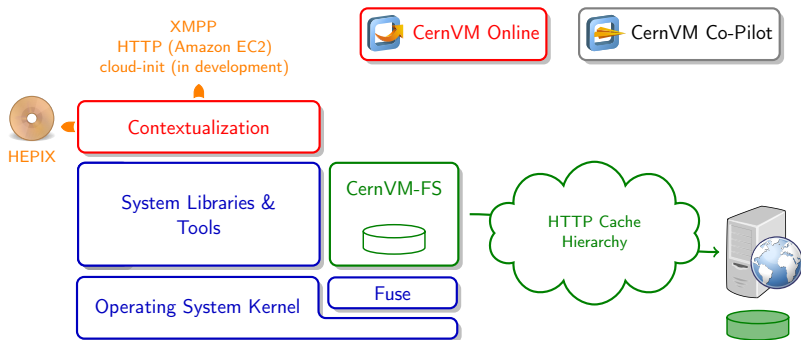 XMPP
HTTP (Amazon EC2)
cloud-init (in development)
CernVM Online
CernVM Co-Pilot
HEPIX
Contextualization
System Libraries &
Tools
CernVM-FS
HTTP Cache
Hierarchy
Operating System Kernel
Fuse